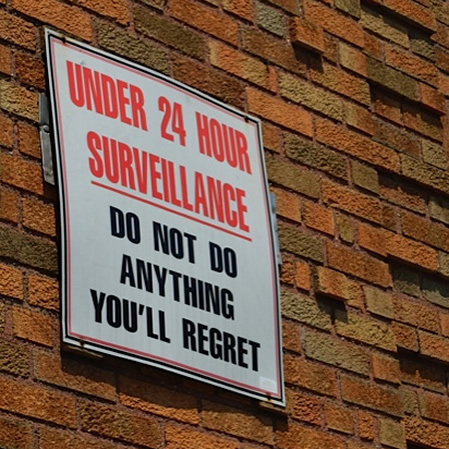 UNDER 24 HOUR
SURVEILLANCE
DO NOT DO
ANYTHING
YOU'LL REGRET